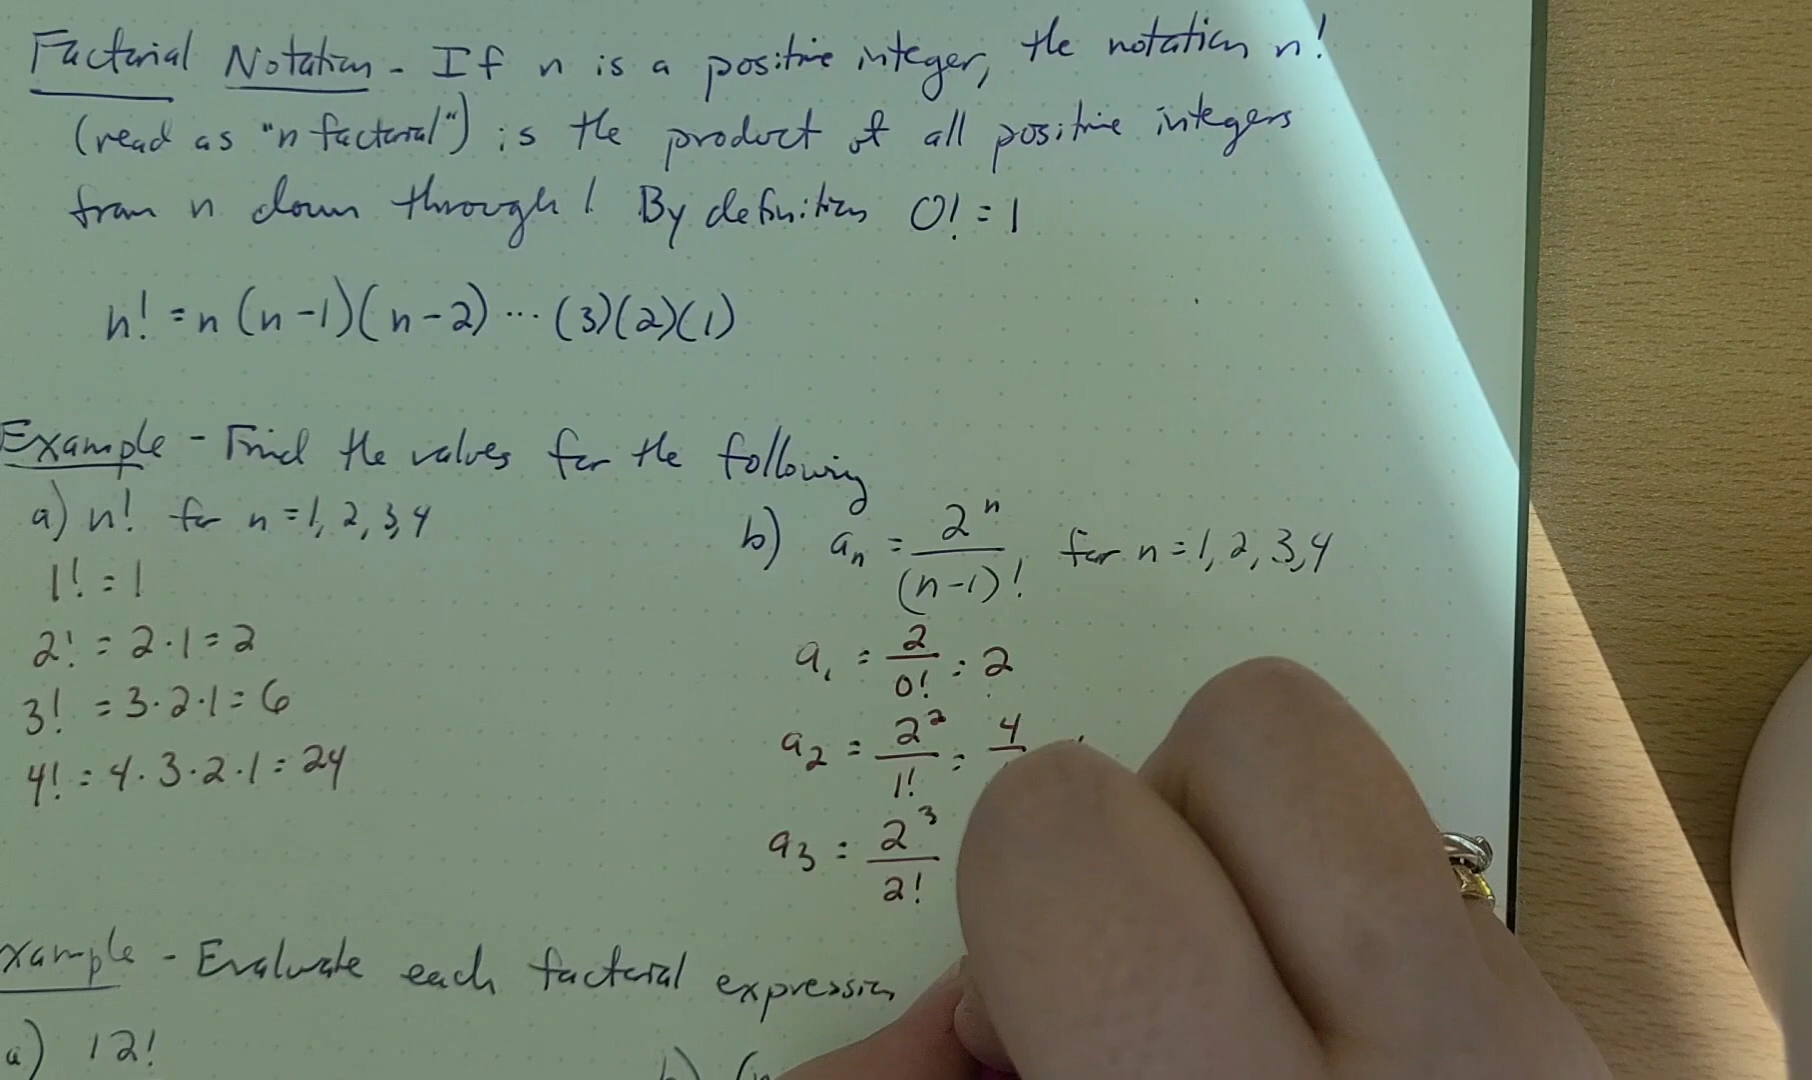 Factorial Notation - If n is a positive integer, the notation n!
(read as "n factorial") is the product of all positive integers
from n down through 1 By definition 0! = 1
n! = n(n-1)(n-2)...(3)(2)(1)
Example - Find the values for the following
a) n! for n = 1, 2, 3, 4
1! = 1
2! = 2·1 = 2
3! = 3·2·1 = 6
4! = 4·3·2·1 = 24
b) aₙ = 2ⁿ/(n-1)! for n = 1, 2, 3, 4
a₁ = 2/0! = 2
a₂ = 2²/1! = 4
a₃ = 2³/2!
xample - Evaluate each factorial expression
a) 12!
b) (n